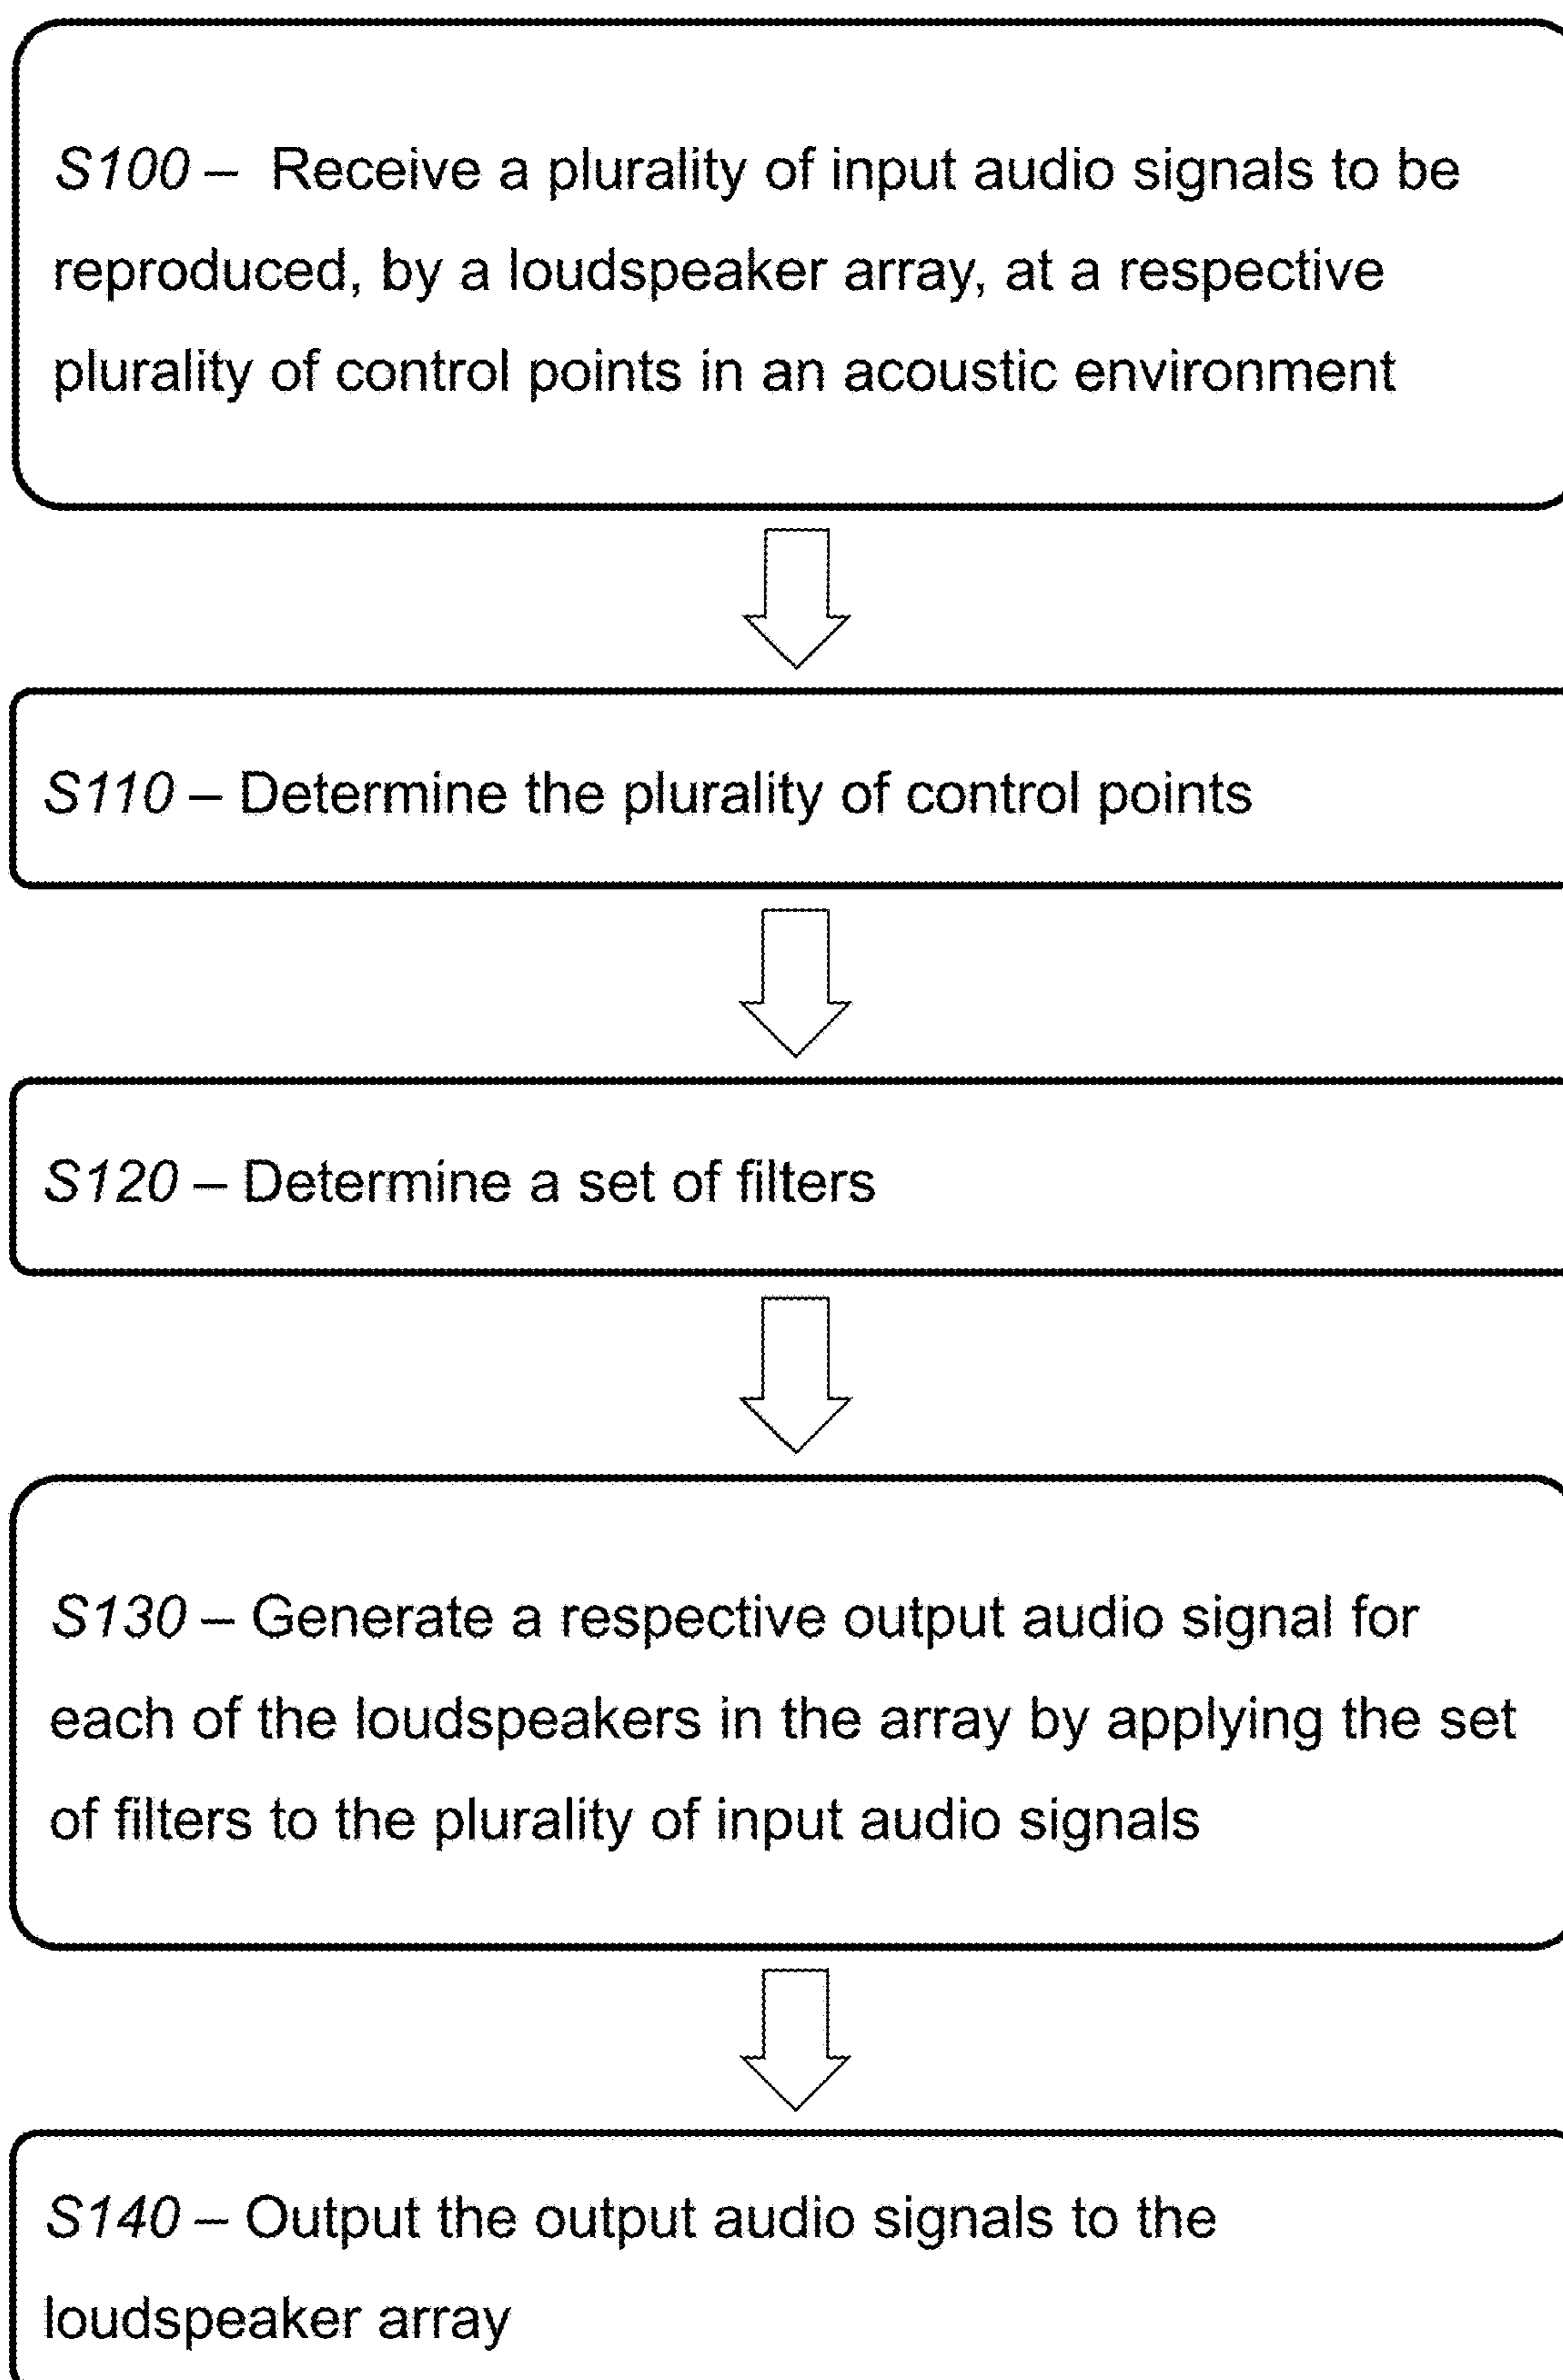 S100 – Receive a plurality of input audio signals to be
reproduced, by a loudspeaker array, at a respective
plurality of control points in an acoustic environment
S110 – Determine the plurality of control points
S120 – Determine a set of filters
S130 – Generate a respective output audio signal for
each of the loudspeakers in the array by applying the set
of filters to the plurality of input audio signals
S140 – Output the output audio signals to the
loudspeaker array